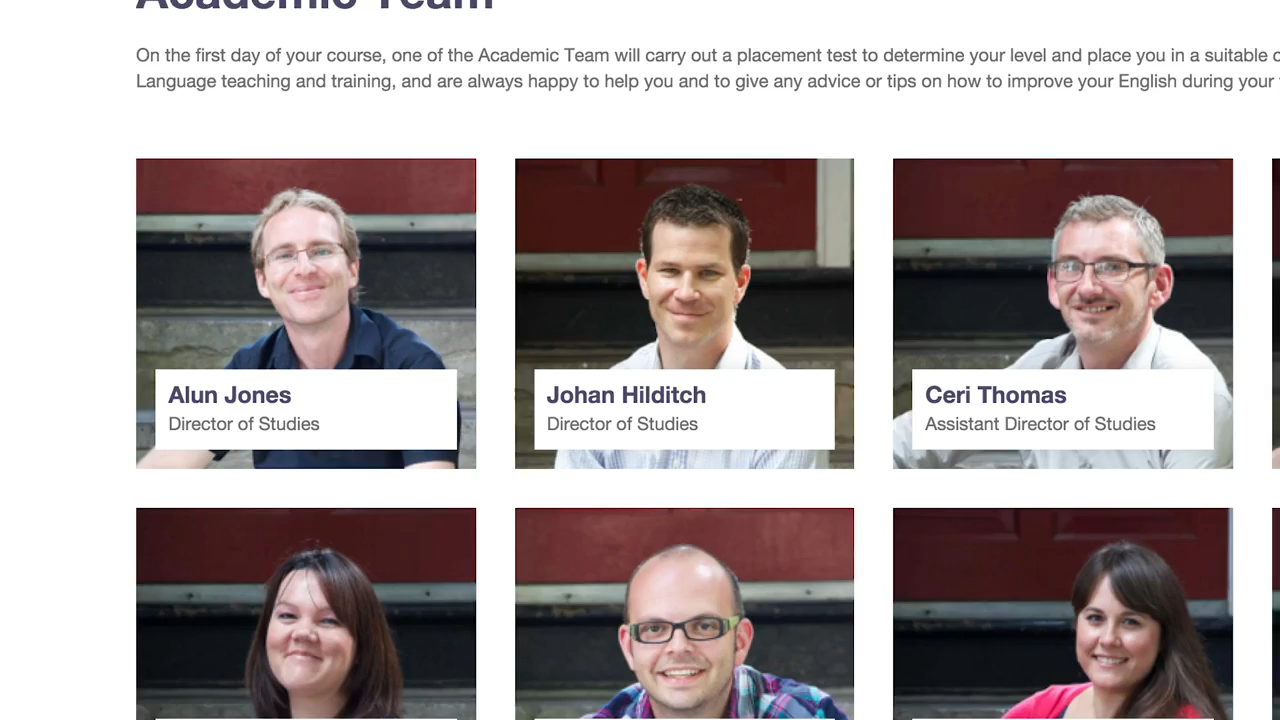 Academic Team
On the first day of your course, one of the Academic Team will carry out a placement test to determine your level and place you in a suitable
Language teaching and training, and are always happy to help you and to give any advice or tips on how to improve your English during your
Alun Jones
Director of Studies
Johan Hilditch
Director of Studies
Ceri Thomas
Assistant Director of Studies